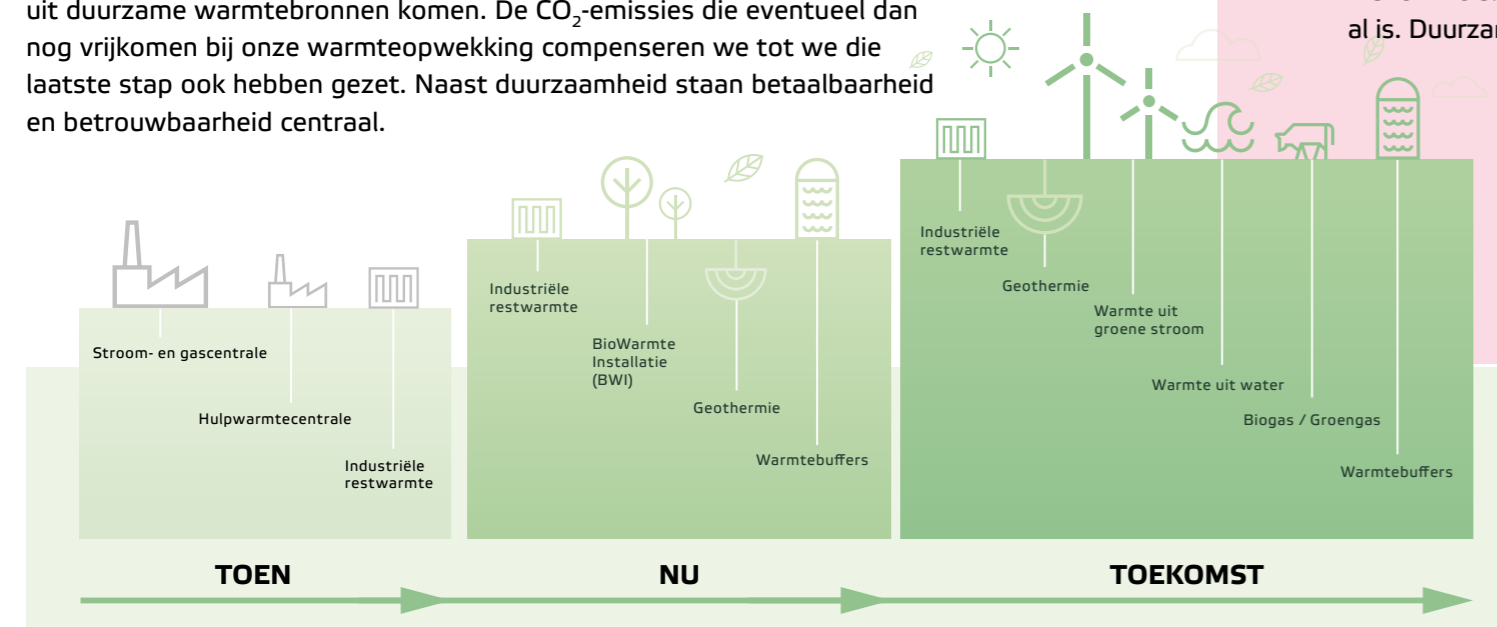 uit duurzame warmtebronnen komen. De CO₂-emissies die eventueel dan
nog vrijkomen bij onze warmteopwekking compenseren we tot we die
laatste stap ook hebben gezet. Naast duurzaamheid staan betaalbaarheid
en betrouwbaarheid centraal.
al is.
Stroom- en gascentrale
Hulpwarmtecentrale
Industriële
restwarmte
TOEN
Industriële
restwarmte
BioWarmte
Installatie
(BWI)
Geothermie
Warmtebuffers
NU
Industriële
restwarmte
Geothermie
Warmte uit
groene stroom
Warmte uit water
Biogas / Groengas
Warmtebuffers
TOEKOMST